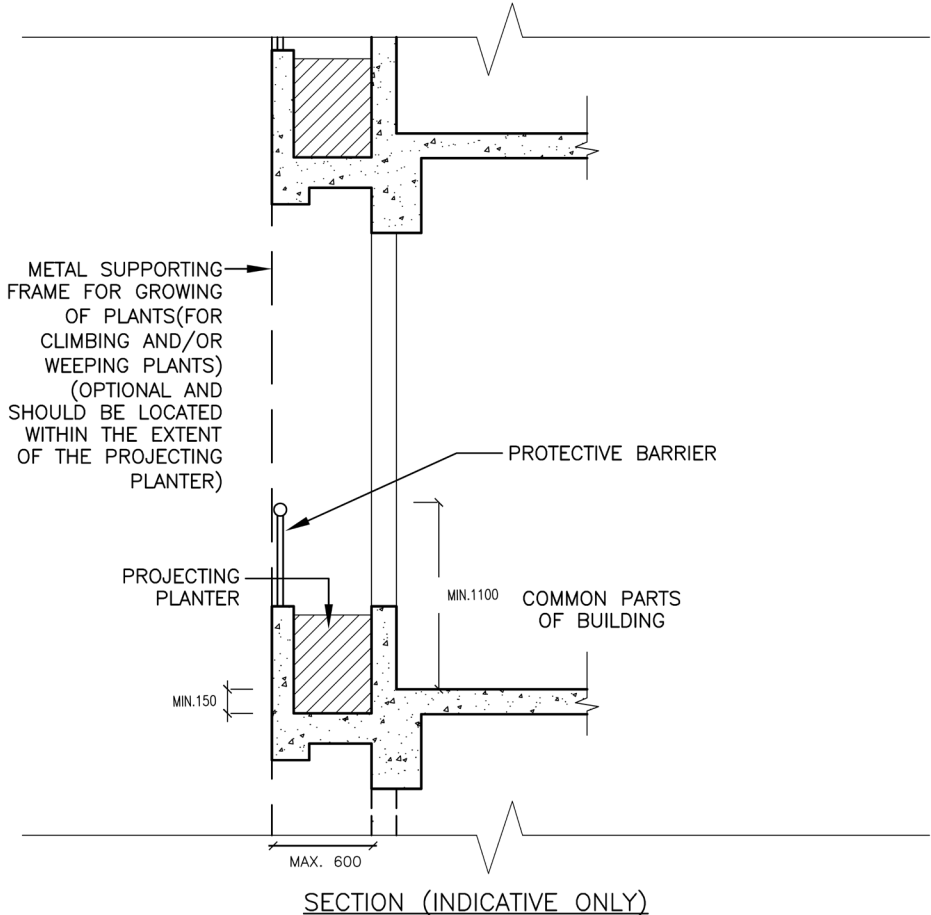 METAL SUPPORTING
FRAME FOR GROWING
OF PLANTS(FOR
CLIMBING AND/OR
WEEPING PLANTS)
(OPTIONAL AND
SHOULD BE LOCATED
WITHIN THE EXTENT
OF THE PROJECTING
PLANTER)
PROTECTIVE BARRIER
PROJECTING
PLANTER
MIN.1100
COMMON PARTS
OF BUILDING
MIN.150
MAX. 600
SECTION (INDICATIVE ONLY)